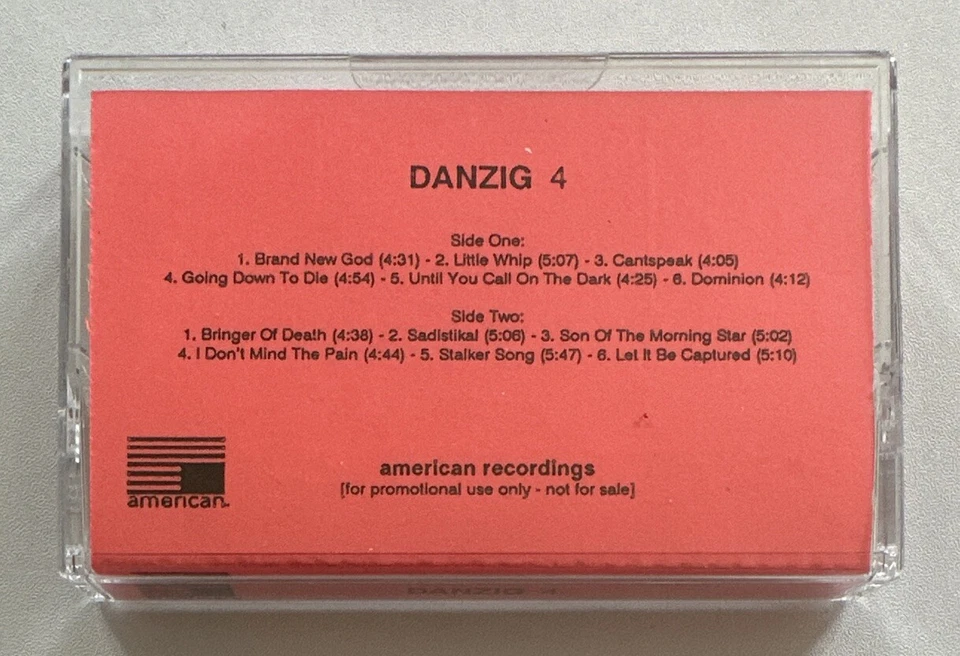 DANZIG 4
Side One:
1. Brand New God (4:31) - 2. Little Whip (5:07) - 3. Cantspeak (4:05)
4. Going Down To Die (4:54) - 5. Until You Call On The Dark (4:25) - 6. Dominion (4:12)
Side Two:
1. Bringer Of Death (4:38) - 2. Sadistikal (5:06) - 3. Son Of The Morning Star (5:02)
4. I Don't Mind The Pain (4:44) - 5. Stalker Song (5:47) - 6. Let It Be Captured (5:10)
american recordings
[for promotional use only - not for sale]
american™
DANZIG 4